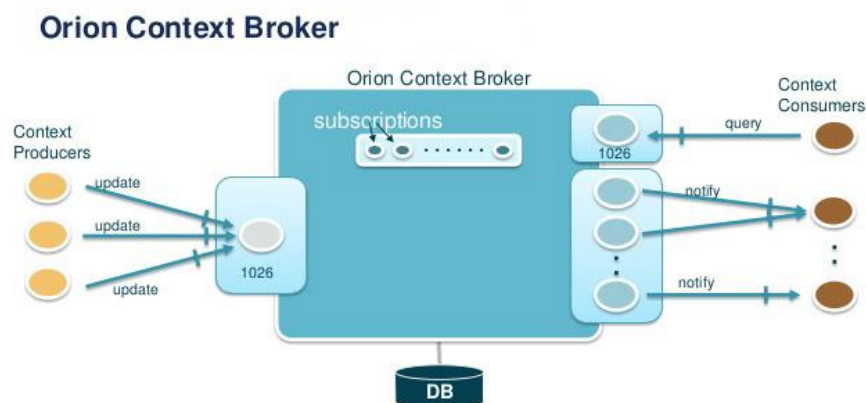 Orion Context Broker
Orion Context Broker
Context
Consumers
subscriptions
query
1026
Context
Producers
update
notify
update
1026
update
notify
DB